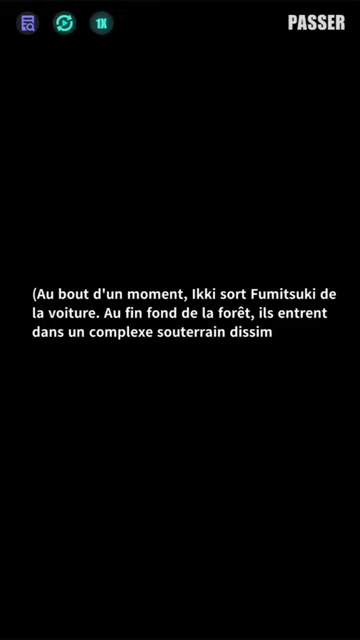 1X
PASSER
(Au bout d'un moment, Ikki sort Fumitsuki de
la voiture. Au fin fond de la forêt, ils entrent
dans un complexe souterrain dissim